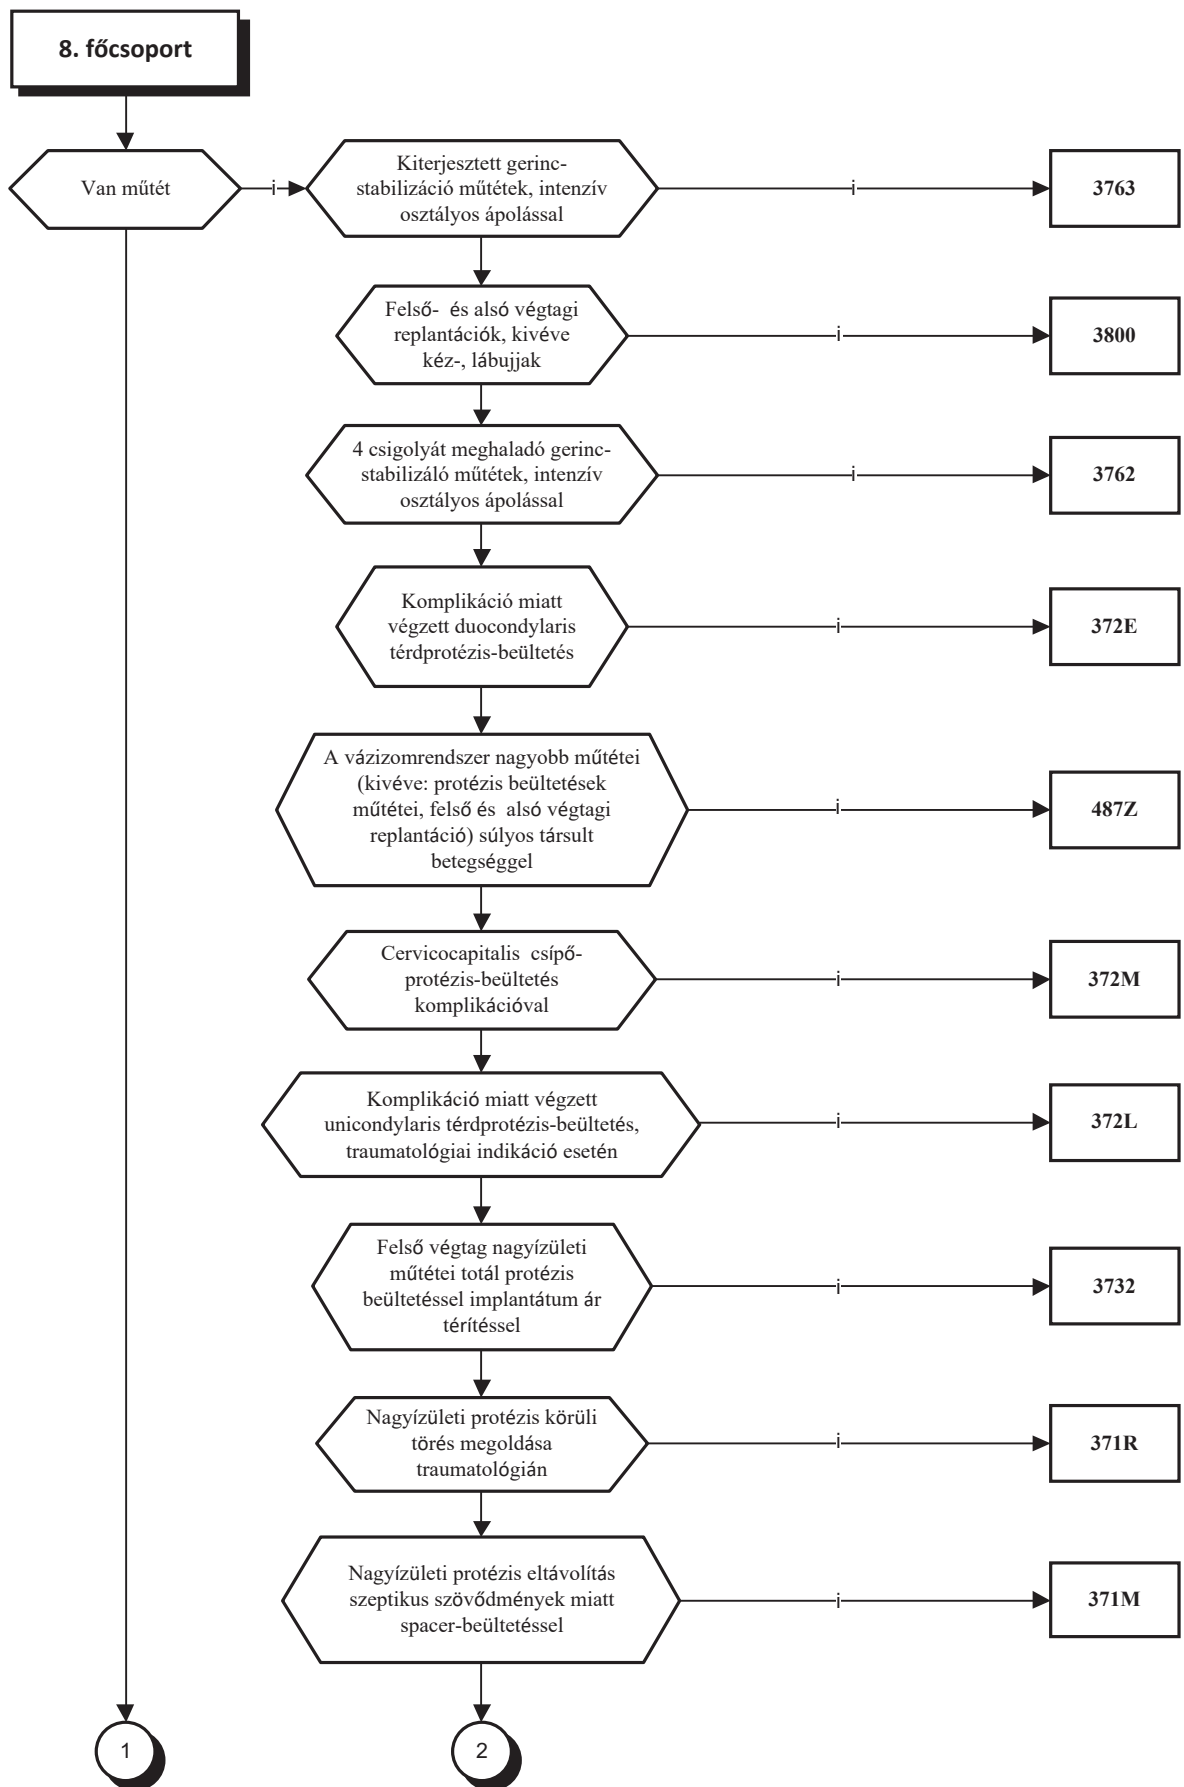 8. főcsoport
Van műtét
i
Kiterjesztett gerinc-
stabilizáció műtétek, intenzív
osztályos ápolással
i
3763
Felső- és alsó végtagi
replantációk, kivéve
kéz-, lábujjak
i
3800
4 csigolyát meghaladó gerinc-
stabilizáló műtétek, intenzív
osztályos ápolással
i
3762
Komplikáció miatt
végzett duocondylaris
térdprotézis-beültetés
i
372E
A vázizomrendszer nagyobb műtétei
(kivéve: protézis beültetések
műtétei, felső és alsó végtagi
replantáció) súlyos társult
betegséggel
i
487Z
Cervicocapitalis csípő-
protézis-beültetés
komplikációval
i
372M
Komplikáció miatt végzett
unicondylaris térdprotézis-beültetés,
traumatológiai indikáció esetén
i
372L
Felső végtag nagyízületi
műtétei totál protézis
beültetéssel implantátum ár
térítéssel
i
3732
Nagyízületi protézis körüli
törés megoldása
traumatológián
i
371R
Nagyízületi protézis eltávolítás
szeptikus szövődmények miatt
spacer-beültetéssel
i
371M
1
2